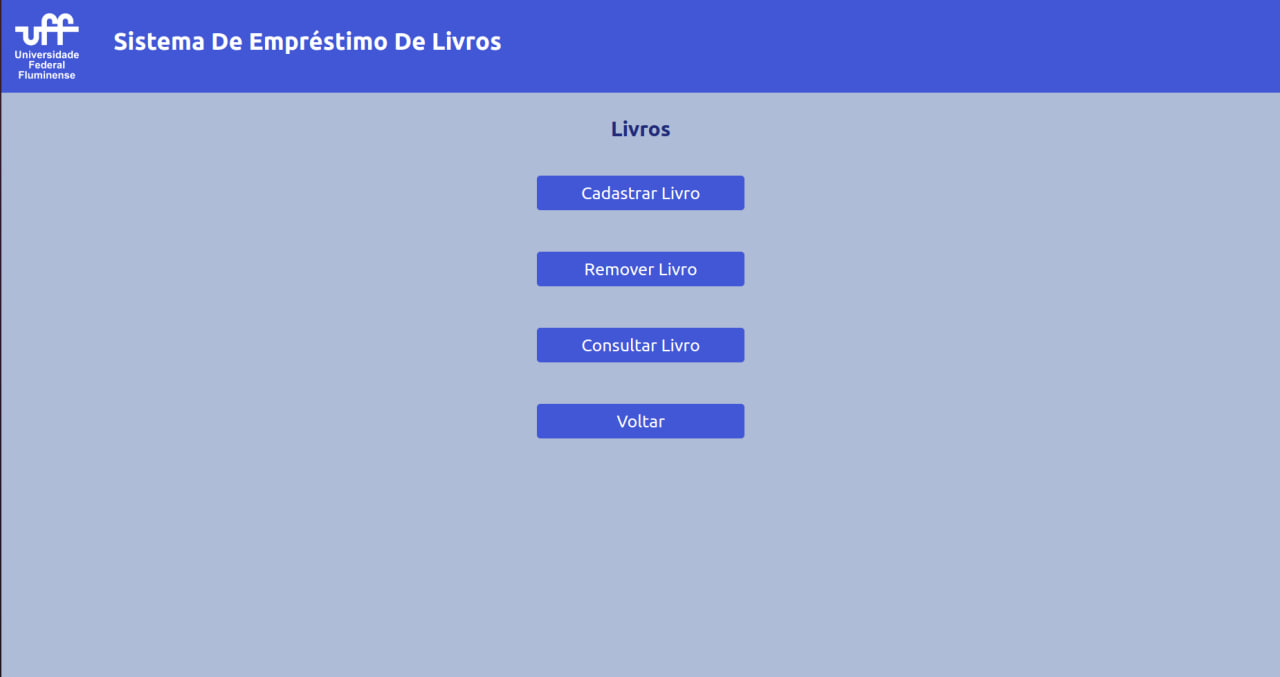 uff
Universidade
Federal
Fluminense
Sistema De Empréstimo De Livros
Livros
Cadastrar Livro
Remover Livro
Consultar Livro
Voltar